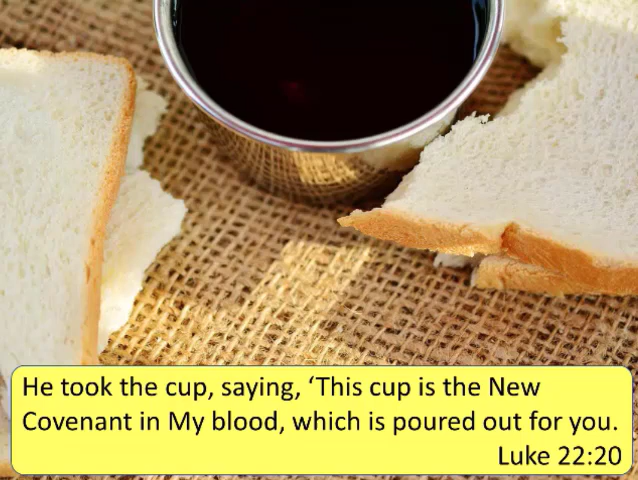 He took the cup, saying, ‘This cup is the New
Covenant in My blood, which is poured out for you.
Luke 22:20